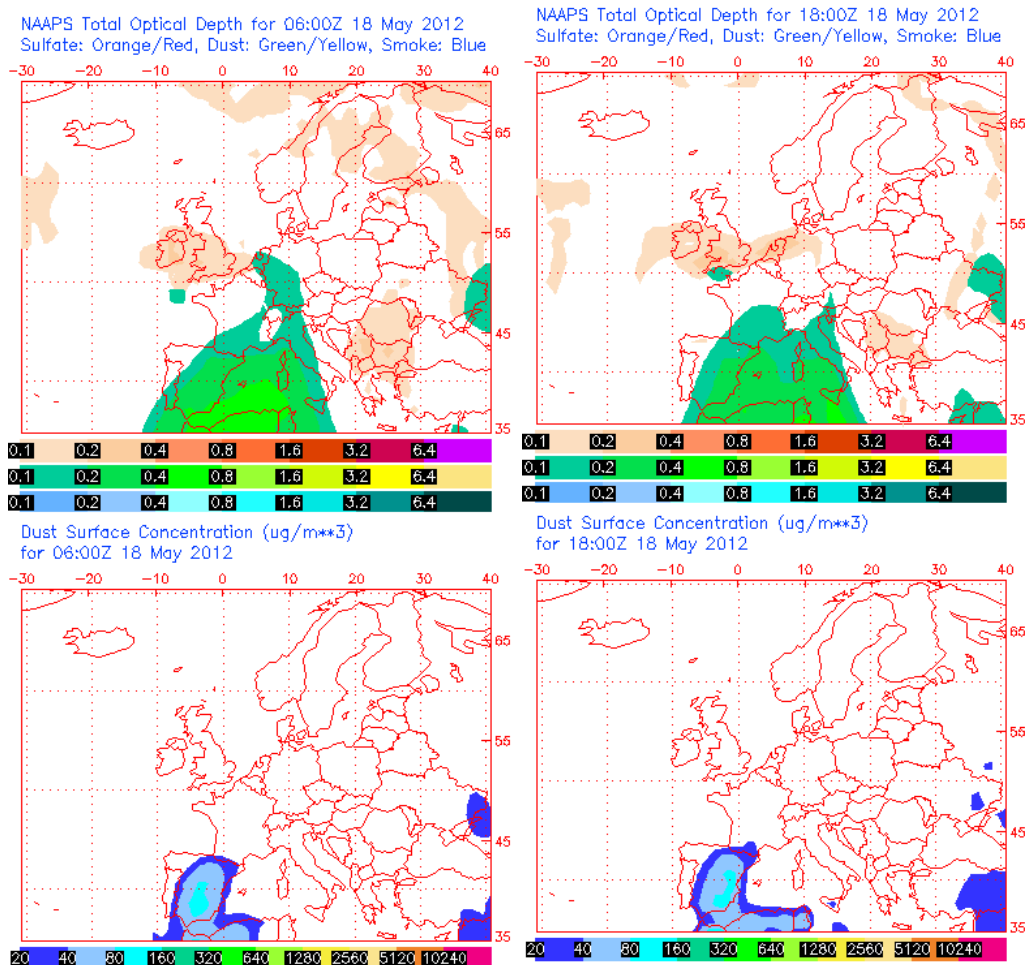 NAAPS Total Optical Depth for 06:00Z 18 May 2012
Sulfate: Orange/Red, Dust: Green/Yellow, Smoke: Blue
-30 -20 -10 0 10 20 30 40
65
55
45
35
0.1 0.2 0.4 0.8 1.6 3.2 6.4
0.1 0.2 0.4 0.8 1.6 3.2 6.4
0.1 0.2 0.4 0.8 1.6 3.2 6.4
NAAPS Total Optical Depth for 18:00Z 18 May 2012
Sulfate: Orange/Red, Dust: Green/Yellow, Smoke: Blue
-30 -20 -10 0 10 20 30 40
65
55
45
35
0.1 0.2 0.4 0.8 1.6 3.2 6.4
0.1 0.2 0.4 0.8 1.6 3.2 6.4
0.1 0.2 0.4 0.8 1.6 3.2 6.4
Dust Surface Concentration (ug/m**3)
for 06:00Z 18 May 2012
-30 -20 -10 0 10 20 30 40
65
55
45
35
20 40 80 160 320 640 1280 2560 5120 10240
Dust Surface Concentration (ug/m**3)
for 18:00Z 18 May 2012
-30 -20 -10 0 10 20 30 40
65
55
45
35
20 40 80 160 320 640 1280 2560 5120 10240